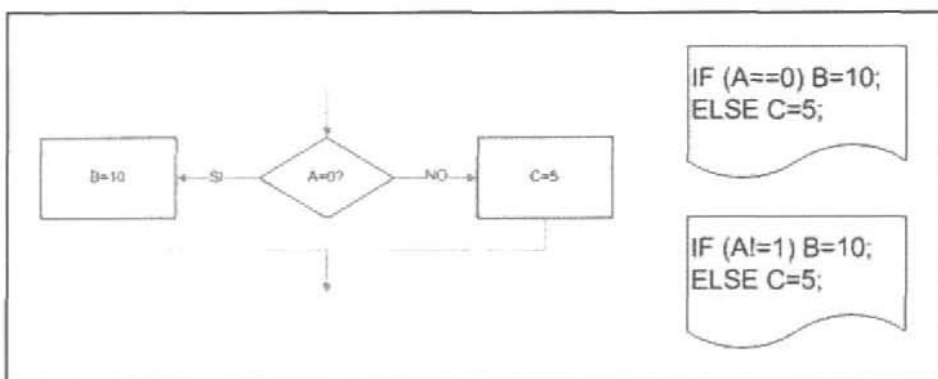 B=10
SI
A=0?
NO
C=5
IF (A==0) B=10;
ELSE C=5;
IF (A!=1) B=10;
ELSE C=5;